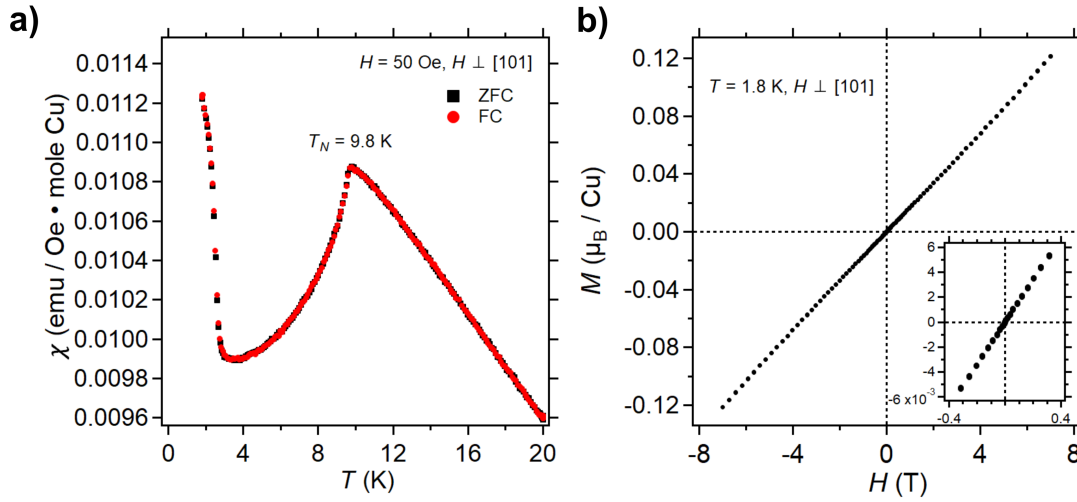 a)
H = 50 Oe, H ⊥ [101]
ZFC
FC
T_N = 9.8 K
0.0114
0.0112
0.0110
0.0108
0.0106
0.0104
0.0102
0.0100
0.0098
0.0096
χ (emu / Oe • mole Cu)
0 4 8 12 16 20
T (K)
b)
T = 1.8 K, H ⊥ [101]
0.12
0.08
0.04
0.00
-0.04
-0.08
-0.12
M (μ_B / Cu)
-8 -4 0 4 8
H (T)
6
4
2
0
-2
-4
-6 x10⁻³
-0.4 0.4